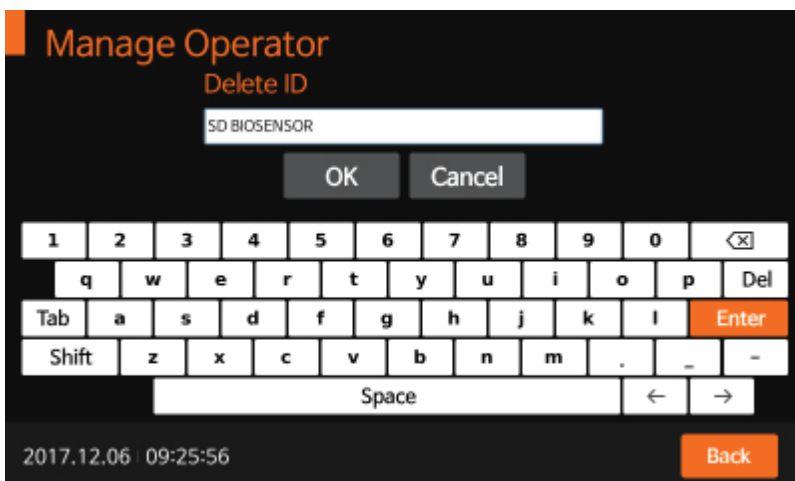 Manage Operator
Delete ID
SD BIOSENSOR
OK Cancel
1 2 3 4 5 6 7 8 9 0
q w e r t y u i o p Del
Tab a s d f g h j k l Enter
Shift z x c v b n m . _ -
Space ← →
2017.12.06 09:25:56 Back